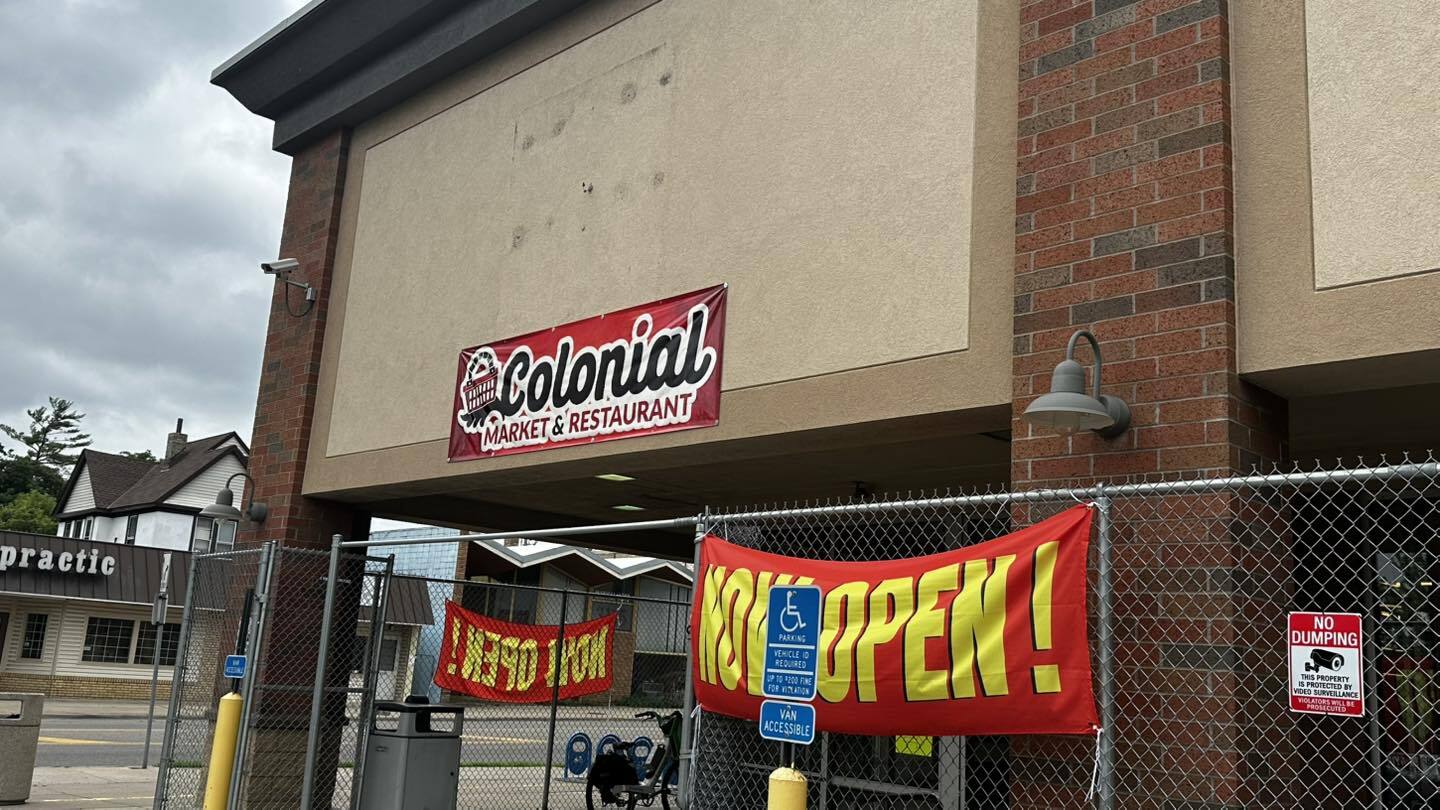 Colonial
MARKET & RESTAURANT
practic
NOW OPEN!
NOW OPEN!
PARKING
VEHICLE ID
REQUIRED
UP TO $200 FINE
FOR VIOLATION
VAN
ACCESSIBLE
NO
DUMPING
THIS PROPERTY
IS PROTECTED BY
VIDEO SURVEILLANCE
VIOLATORS WILL BE
PROSECUTED